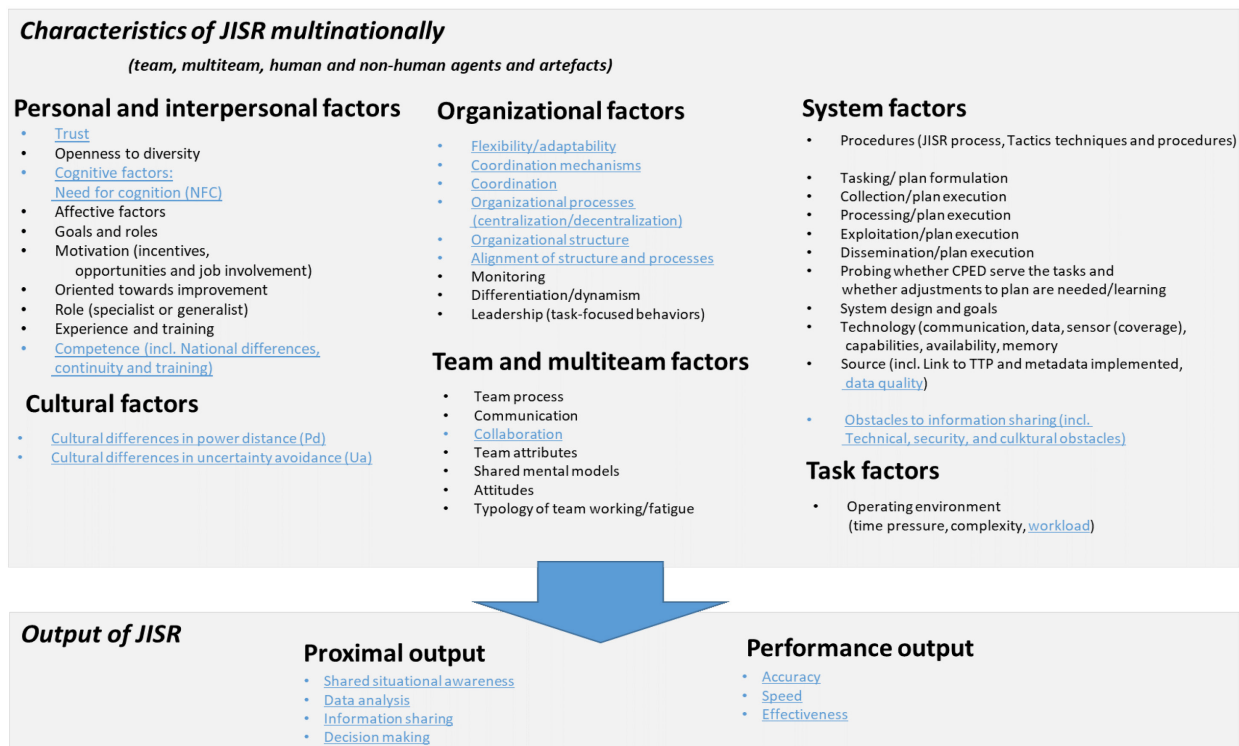 Characteristics of JISR multinationally
(team, multiteam, human and non-human agents and artefacts)
Personal and interpersonal factors
• Trust
• Openness to diversity
• Cognitive factors:
Need for cognition (NFC)
• Affective factors
• Goals and roles
• Motivation (incentives,
opportunities and job involvement)
• Oriented towards improvement
• Role (specialist or generalist)
• Experience and training
• Competence (incl. National differences,
continuity and training)
Cultural factors
• Cultural differences in power distance (Pd)
• Cultural differences in uncertainty avoidance (Ua)
Organizational factors
• Flexibility/adaptability
• Coordination mechanisms
• Coordination
• Organizational processes
(centralization/decentralization)
• Organizational structure
• Alignment of structure and processes
• Monitoring
• Differentiation/dynamism
• Leadership (task-focused behaviors)
Team and multiteam factors
• Team process
• Communication
• Collaboration
• Team attributes
• Shared mental models
• Attitudes
• Typology of team working/fatigue
System factors
• Procedures (JISR process, Tactics techniques and procedures)
• Tasking/ plan formulation
• Collection/plan execution
• Processing/plan execution
• Exploitation/plan execution
• Dissemination/plan execution
• Probing whether CPED serve the tasks and
whether adjustments to plan are needed/learning
• System design and goals
• Technology (communication, data, sensor (coverage),
capabilities, availability, memory
• Source (incl. Link to TTP and metadata implemented,
data quality)
• Obstacles to information sharing (incl.
Technical, security, and culktural obstacles)
Task factors
• Operating environment
(time pressure, complexity, workload)
Output of JISR
Proximal output
• Shared situational awareness
• Data analysis
• Information sharing
• Decision making
Performance output
• Accuracy
• Speed
• Effectiveness